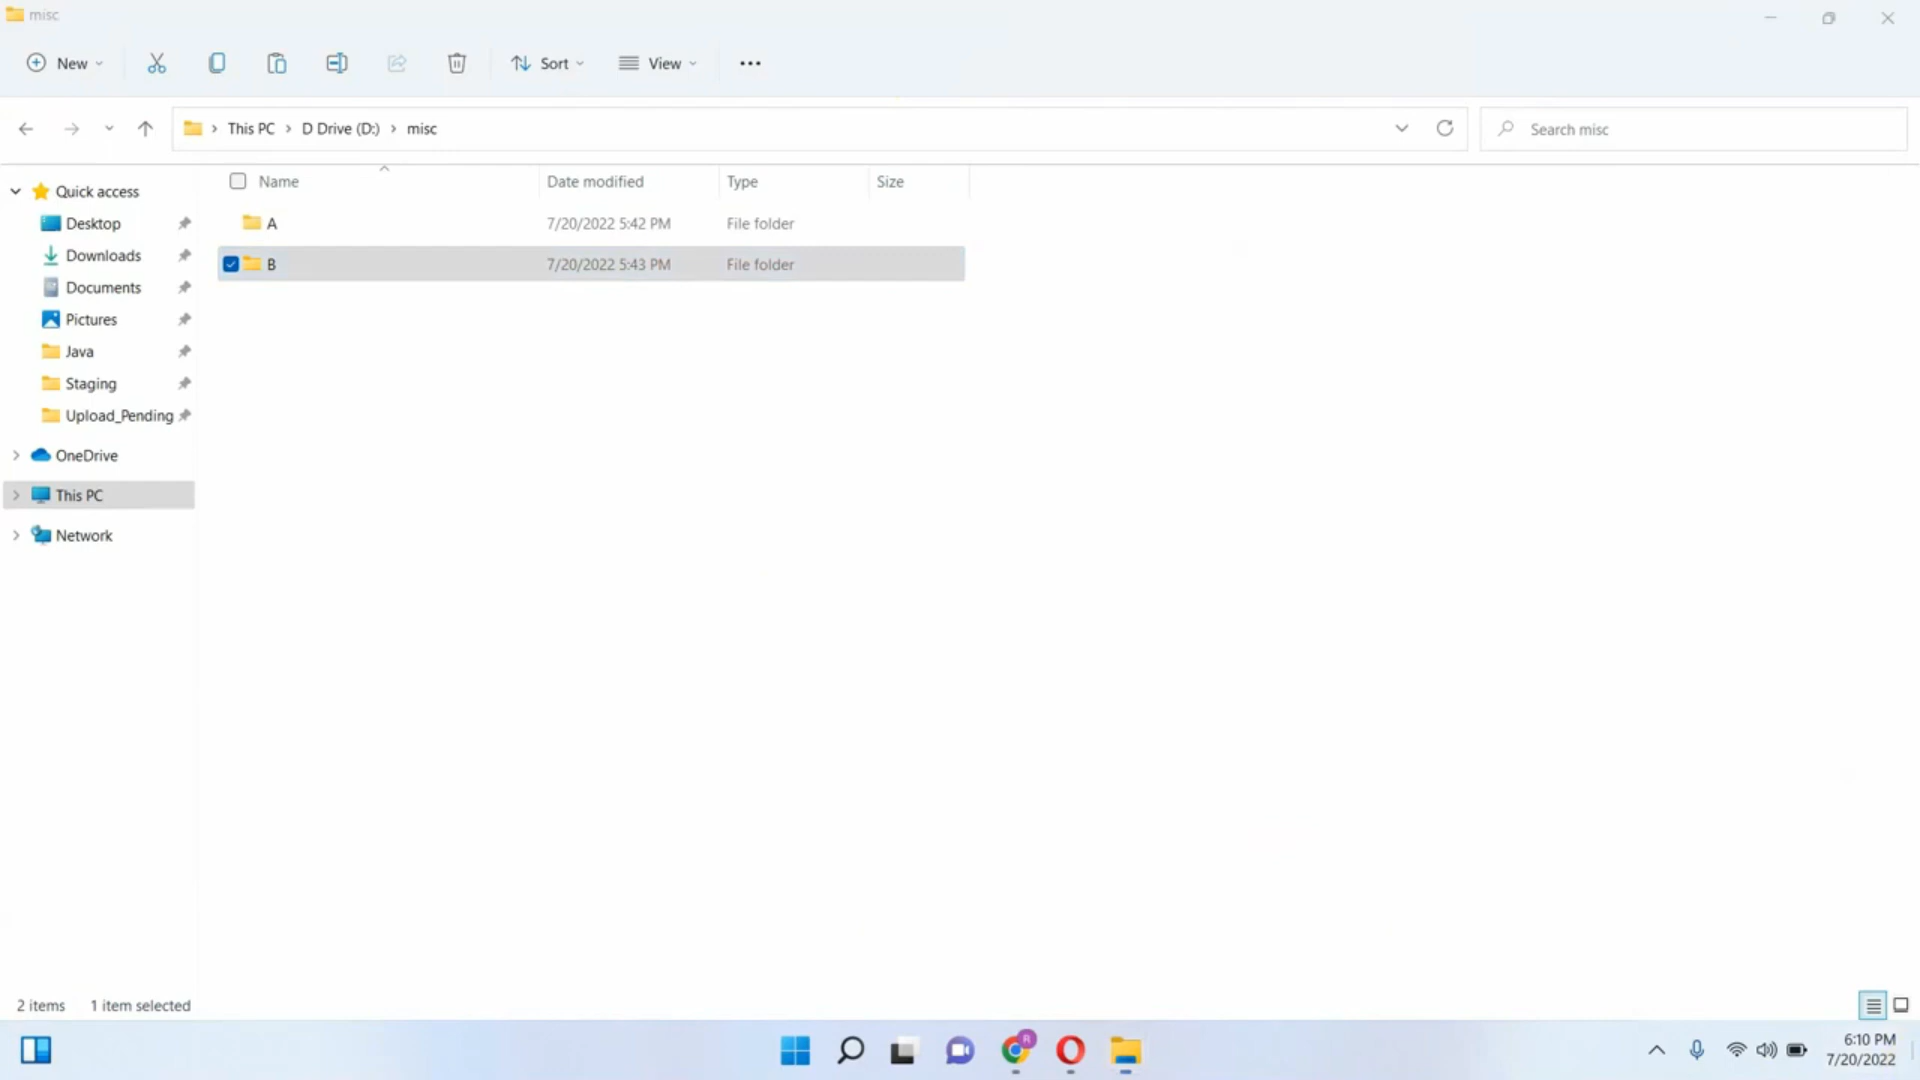 misc
New Sort View
This PC D Drive (D:) misc Search misc
Name Date modified Type Size
Quick access
Desktop
Downloads
Documents
Pictures
Java
Staging
Upload_Pending
OneDrive
This PC
Network
A 7/20/2022 5:42 PM File folder
B 7/20/2022 5:43 PM File folder
2 items 1 item selected
R
6:10 PM
7/20/2022